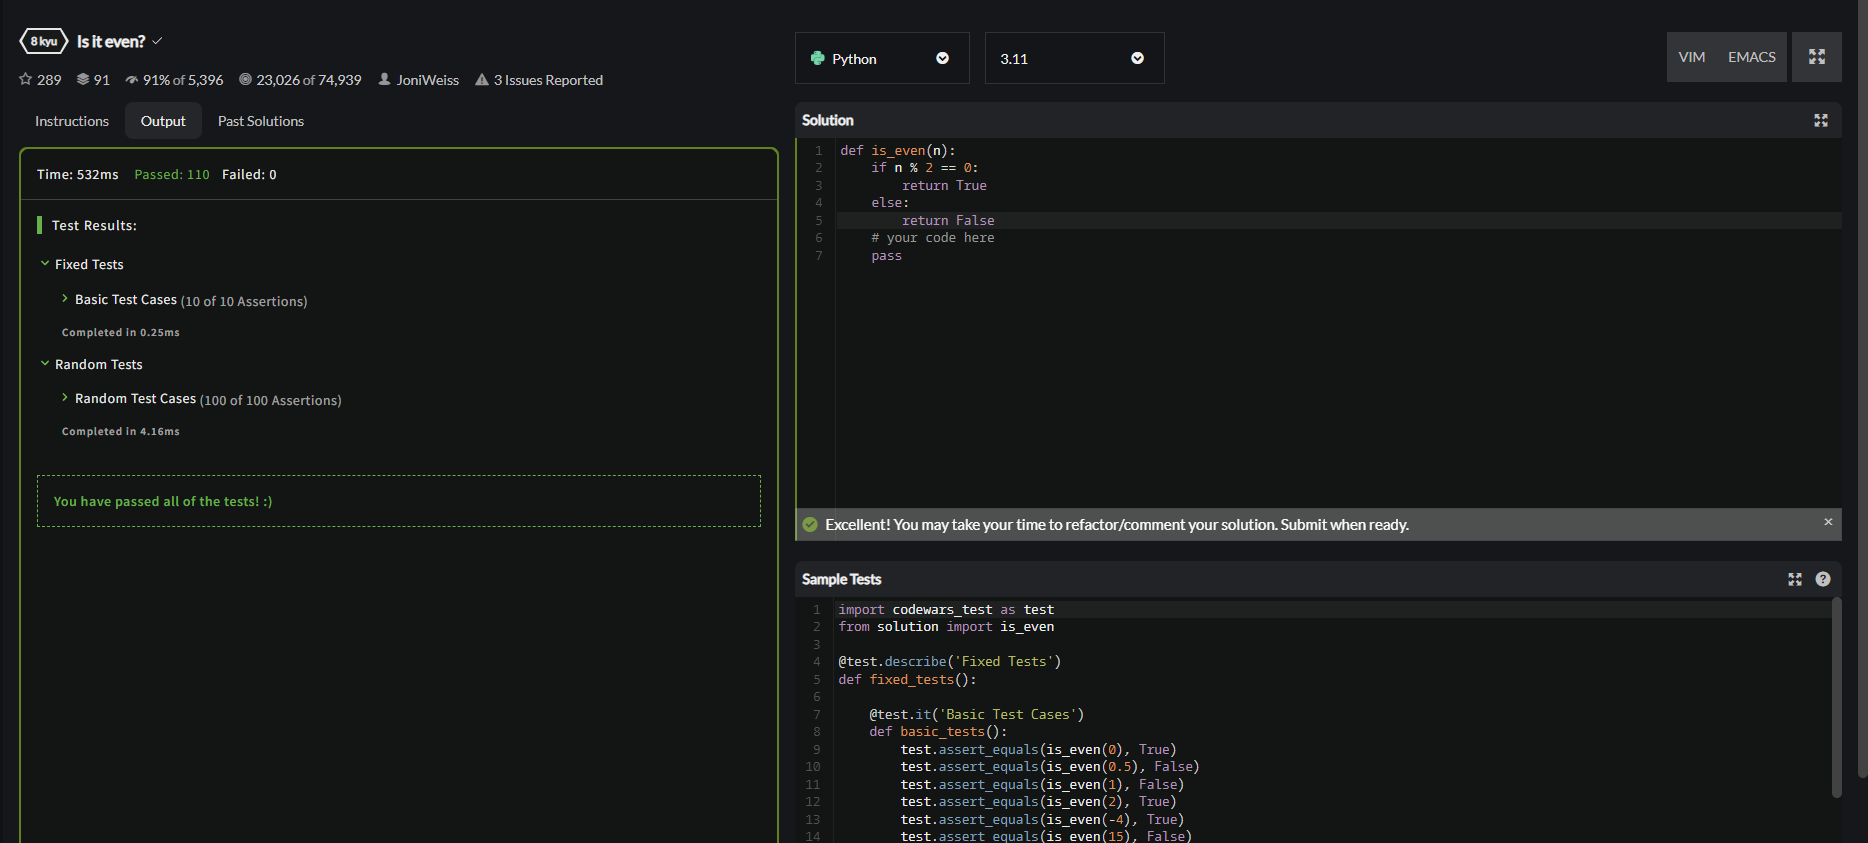 8 kyu Is it even?
289 91 91% of 5,396 23,026 of 74,939 JoniWeiss 3 Issues Reported
Instructions Output Past Solutions
Time: 532ms Passed: 110 Failed: 0
Test Results:
Fixed Tests
Basic Test Cases (10 of 10 Assertions)
Completed in 0.25ms
Random Tests
Random Test Cases (100 of 100 Assertions)
Completed in 4.16ms
You have passed all of the tests! :)
Python 3.11 VIM EMACS
Solution
1 def is_even(n):
2     if n % 2 == 0:
3         return True
4     else:
5         return False
6     # your code here
7     pass
Excellent! You may take your time to refactor/comment your solution. Submit when ready. ×
Sample Tests ?
1 import codewars_test as test
2 from solution import is_even
3
4 @test.describe('Fixed Tests')
5 def fixed_tests():
6
7     @test.it('Basic Test Cases')
8     def basic_tests():
9         test.assert_equals(is_even(0), True)
10         test.assert_equals(is_even(0.5), False)
11         test.assert_equals(is_even(1), False)
12         test.assert_equals(is_even(2), True)
13         test.assert_equals(is_even(-4), True)
14         test.assert_equals(is_even(15), False)